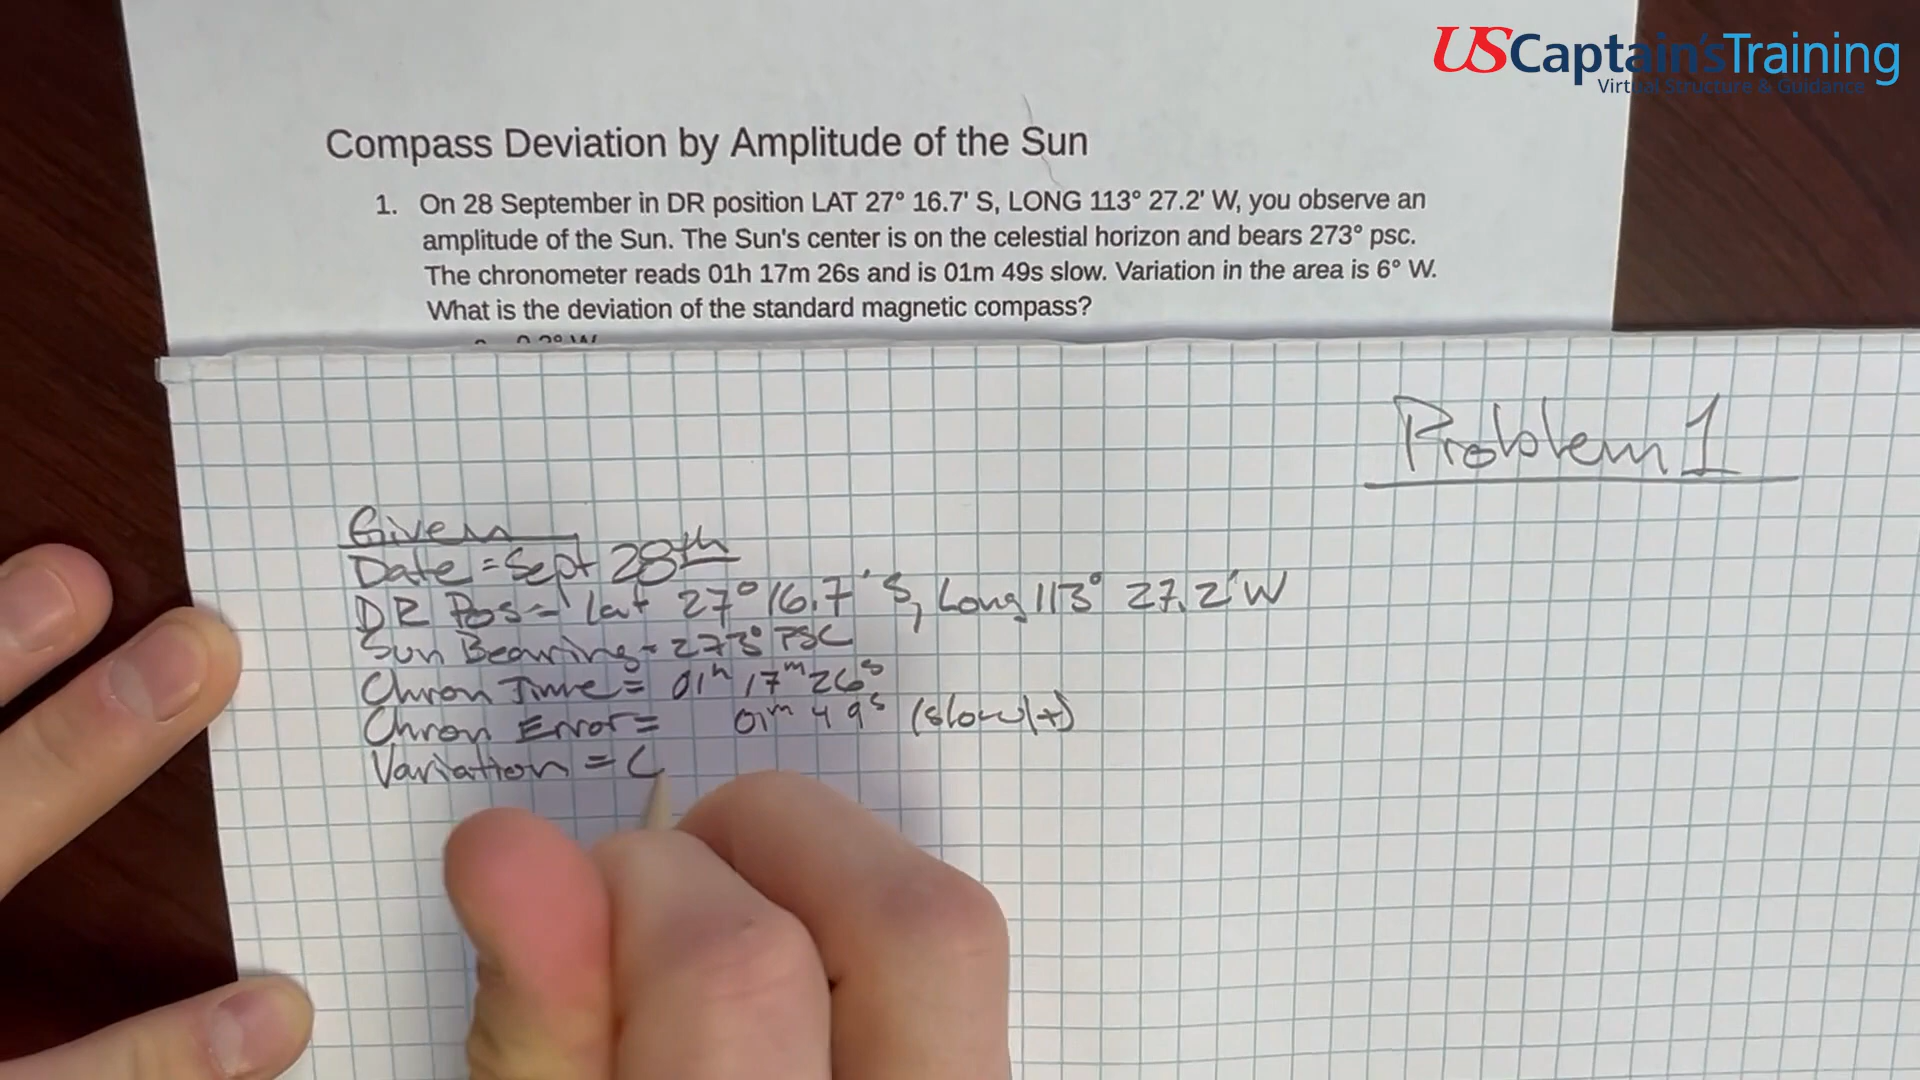 USCaptain'sTraining
Virtual Structure & Guidance
Compass Deviation by Amplitude of the Sun
1. On 28 September in DR position LAT 27° 16.7' S, LONG 113° 27.2' W, you observe an
amplitude of the Sun. The Sun's center is on the celestial horizon and bears 273° psc.
The chronometer reads 01h 17m 26s and is 01m 49s slow. Variation in the area is 6° W.
What is the deviation of the standard magnetic compass?
Problem 1
Given
Date = Sept 28th
DR Pos = Lat 27° 16.7' S, Long 113° 27.2' W
Sun Bearing = 273° PSC
Chron Time = 01h 17m 26s
Chron Error = 01m 49s (slow/+)
Variation =